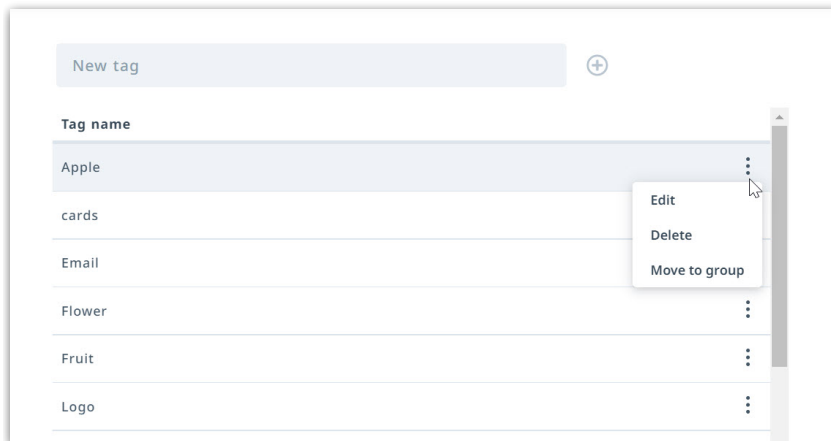 New tag
Tag name
Apple
Edit
cards
Delete
Email
Move to group
Flower
Fruit
Logo